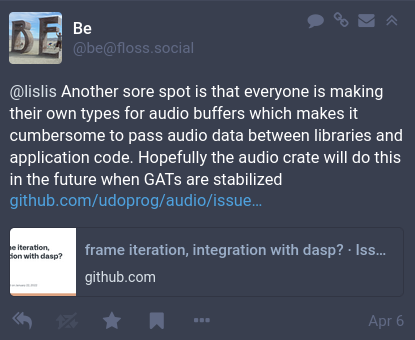 Be
@be@floss.social
@lislis Another sore spot is that everyone is making
their own types for audio buffers which makes it
cumbersome to pass audio data between libraries and
application code. Hopefully the audio crate will do this
in the future when GATs are stabilized
github.com/udoprog/audio/issue…
ne iteration,
ion with dasp?
frame iteration, integration with dasp? · Iss...
github.com
Apr 6